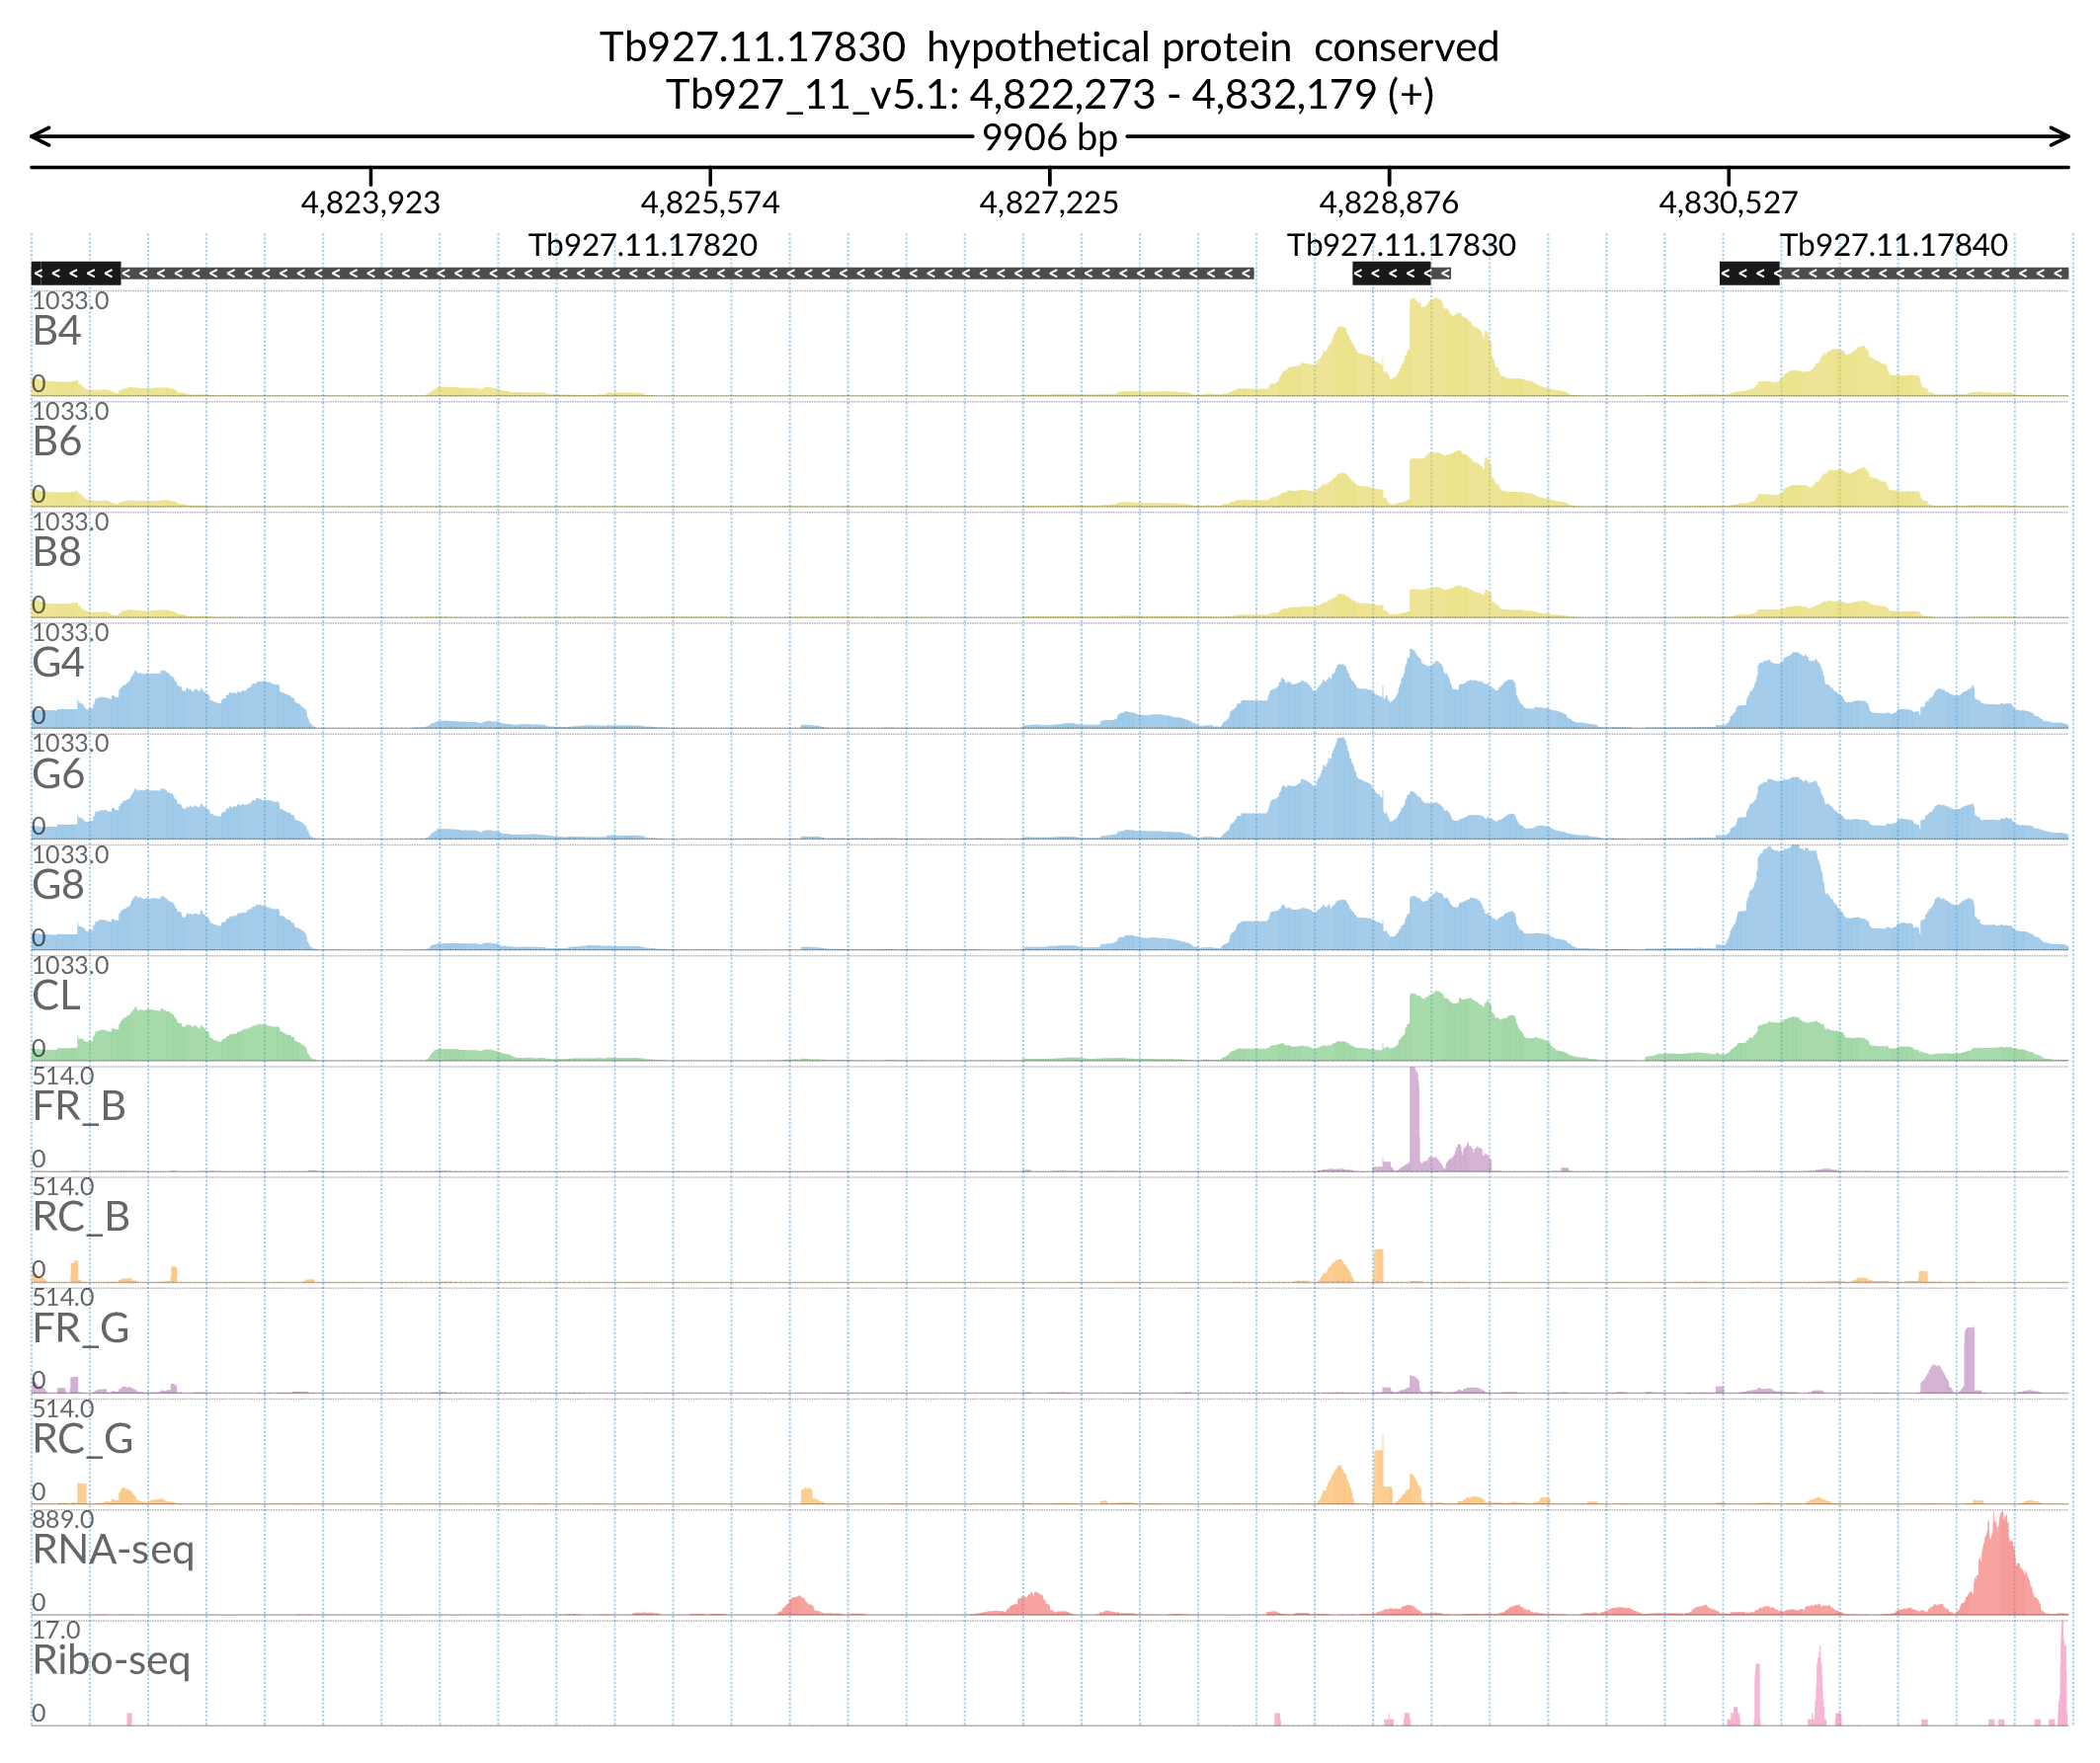 Tb927.11.17830 hypothetical protein conserved
Tb927_11_v5.1: 4,822,273 - 4,832,179 (+)
9906 bp
4,823,923 4,825,574 4,827,225 4,828,876 4,830,527
Tb927.11.17820 Tb927.11.17830 Tb927.11.17840
1033.0
B4
0
1033.0
B6
0
1033.0
B8
0
1033.0
G4
0
1033.0
G6
0
1033.0
G8
0
1033.0
CL
0
514.0
FR_B
0
514.0
RC_B
0
514.0
FR_G
0
514.0
RC_G
0
889.0
RNA-seq
0
17.0
Ribo-seq
0